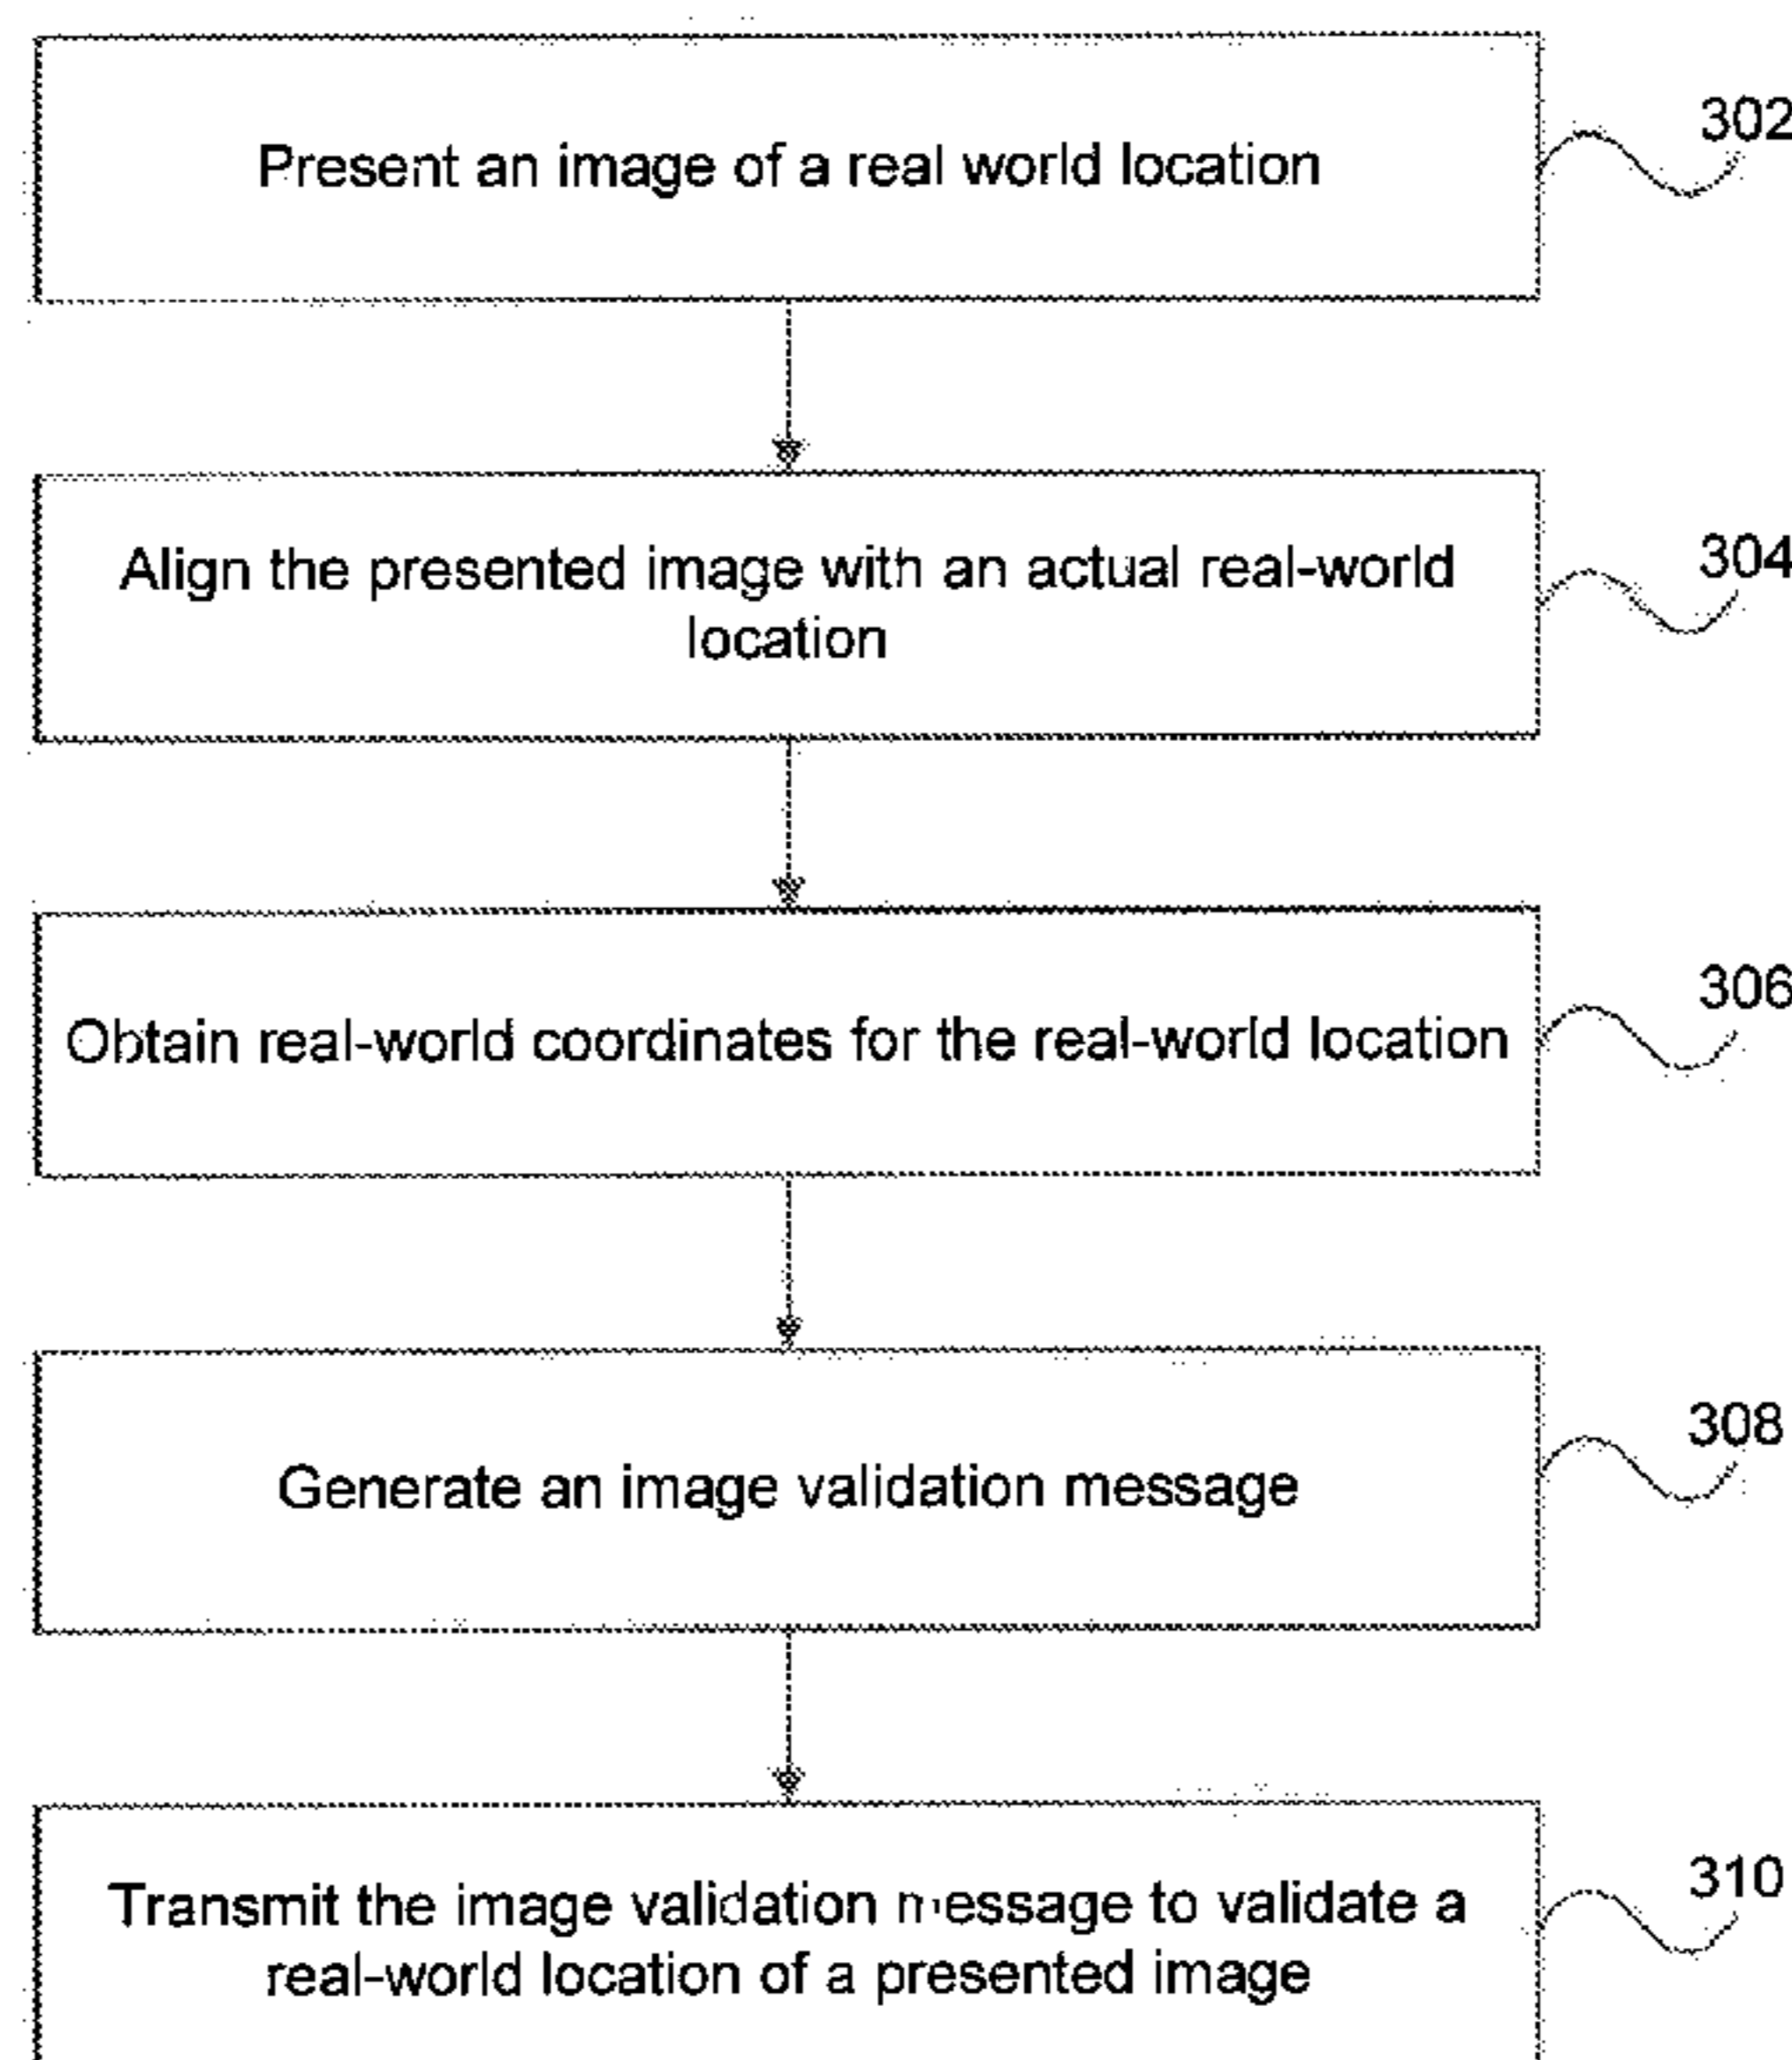 Present an image of a real world location
302
Align the presented image with an actual real-world
location
304
Obtain real-world coordinates for the real-world location
306
Generate an image validation message
308
Transmit the image validation message to validate a
real-world location of a presented image
310